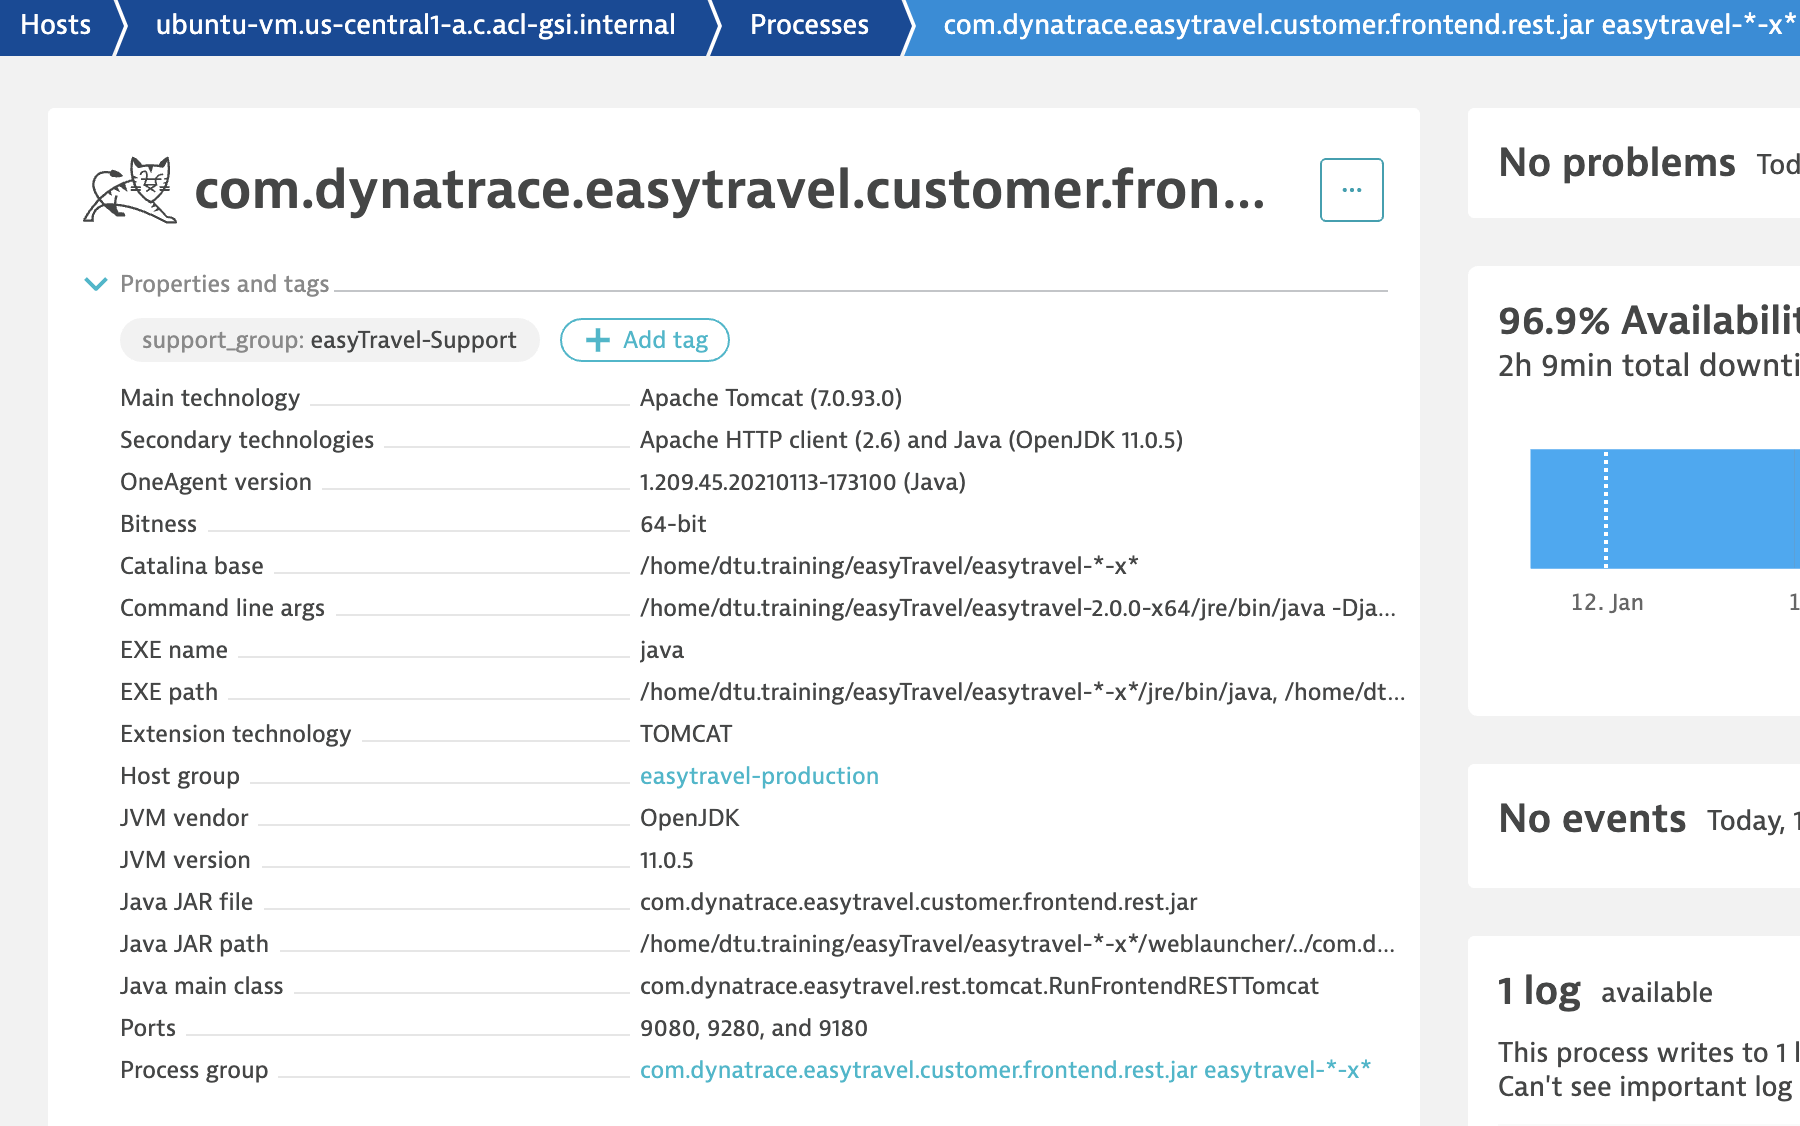 Hosts
ubuntu-vm.us-central1-a.c.acl-gsi.internal
Processes
com.dynatrace.easytravel.customer.frontend.rest.jar easytravel-*-x*
com.dynatrace.easytravel.customer.fron...
...
Properties and tags
support_group: easyTravel-Support
Add tag
Main technology Apache Tomcat (7.0.93.0)
Secondary technologies Apache HTTP client (2.6) and Java (OpenJDK 11.0.5)
OneAgent version 1.209.45.20210113-173100 (Java)
Bitness 64-bit
Catalina base /home/dtu.training/easyTravel/easytravel-*-x*
Command line args /home/dtu.training/easyTravel/easytravel-2.0.0-x64/jre/bin/java -Dja...
EXE name java
EXE path /home/dtu.training/easyTravel/easytravel-*-x*/jre/bin/java, /home/dt...
Extension technology TOMCAT
Host group easytravel-production
JVM vendor OpenJDK
JVM version 11.0.5
Java JAR file com.dynatrace.easytravel.customer.frontend.rest.jar
Java JAR path /home/dtu.training/easyTravel/easytravel-*-x*/weblauncher/../com.d...
Java main class com.dynatrace.easytravel.rest.tomcat.RunFrontendRESTTomcat
Ports 9080, 9280, and 9180
Process group com.dynatrace.easytravel.customer.frontend.rest.jar easytravel-*-x*
No problems
96.9%
2h 9min total
12. Jan
No events Today,
1 log available
This process writes to 1
Can't see important log